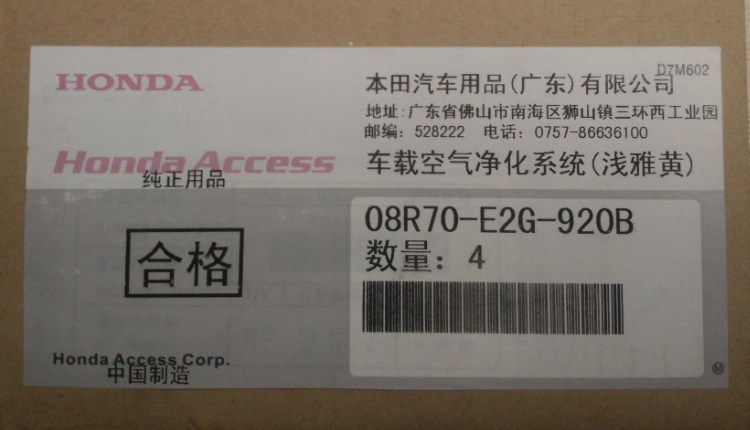 HONDA
Honda Access
纯正用品
合格
Honda Access Corp.
中国制造
D7M602
本田汽车用品(广东)有限公司
地址:广东省佛山市南海区狮山镇三环西工业园
邮编: 528222 电话: 0757-86636100
车载空气净化系统(浅雅黄)
08R70-E2G-920B
数量: 4
M